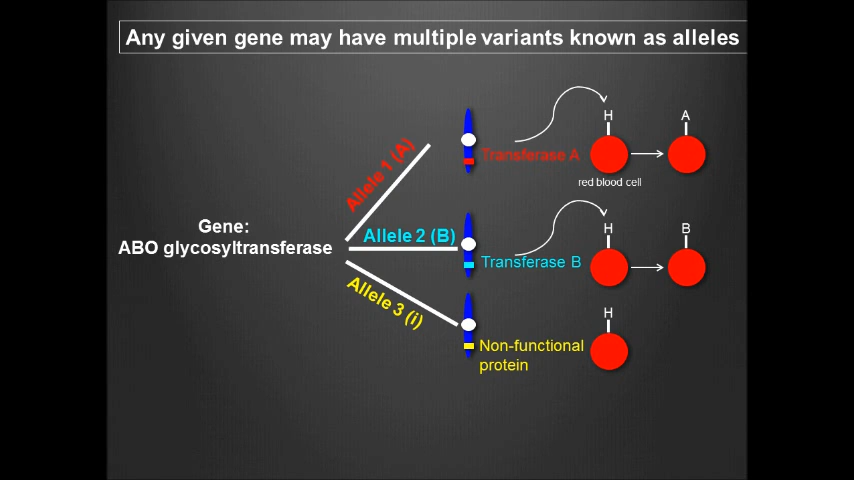 Any given gene may have multiple variants known as alleles
Allele 1 (A)
Transferase A
H
A
red blood cell
Gene:
ABO glycosyltransferase
Allele 2 (B)
Transferase B
H
B
Allele 3 (i)
Non-functional
protein
H